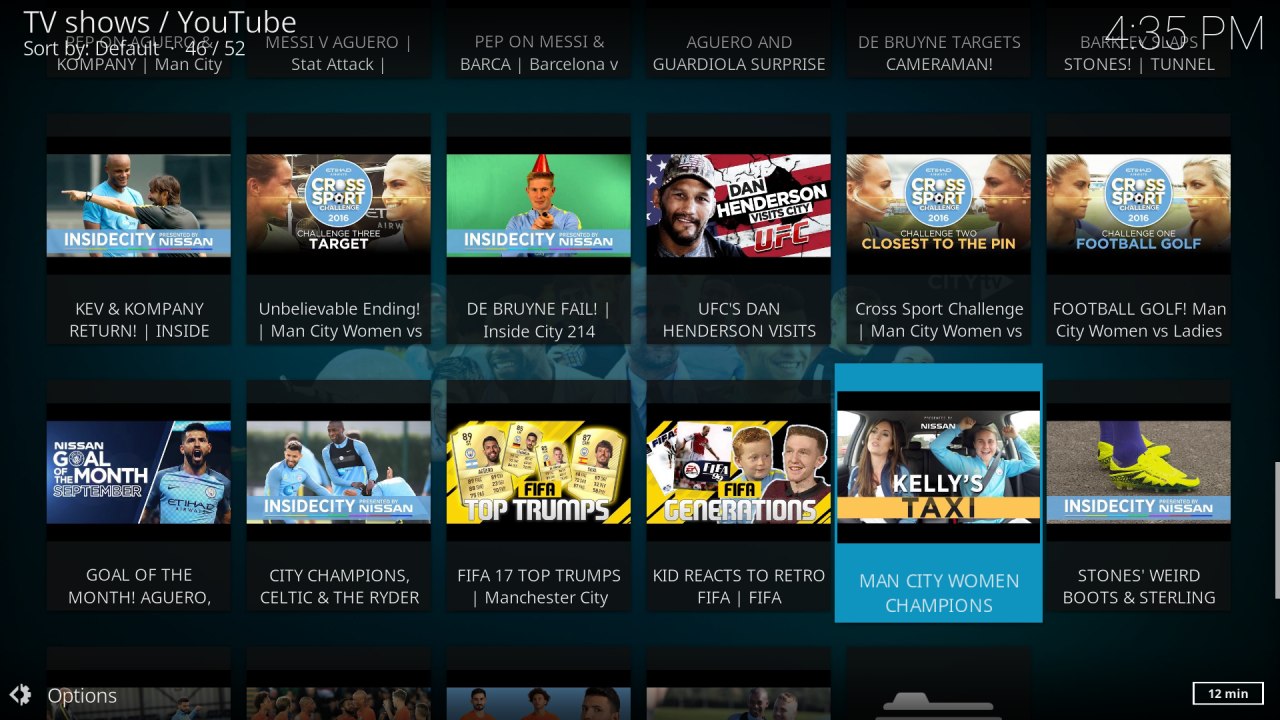 TV shows / YouTube
Sort by: Default · 46 / 52
4:35 PM
PEP ON AGUERO &
KOMPANY | Man City
MESSI V AGUERO |
Stat Attack |
PEP ON MESSI &
BARCA | Barcelona v
AGUERO AND
GUARDIOLA SURPRISE
DE BRUYNE TARGETS
CAMERAMAN!
BARKLEY SLAPS
STONES! | TUNNEL
INSIDECITY PRESENTED BY NISSAN
KEV & KOMPANY
RETURN! | INSIDE
ETIHAD AIRWAYS
CROSS
SPORT
CHALLENGE
2016
CHALLENGE THREE
TARGET
Unbelievable Ending!
| Man City Women vs
INSIDECITY PRESENTED BY NISSAN
DE BRUYNE FAIL! |
Inside City 214
DAN
HENDERSON
VISITS CITY
UFC
UFC'S DAN
HENDERSON VISITS
ETIHAD AIRWAYS
CROSS
SPORT
CHALLENGE
2016
CHALLENGE TWO
CLOSEST TO THE PIN
CITYtv
Cross Sport Challenge
| Man City Women vs
ETIHAD AIRWAYS
CROSS
SPORT
CHALLENGE
2016
CHALLENGE ONE
FOOTBALL GOLF
FOOTBALL GOLF! Man
City Women vs Ladies
NISSAN
GOAL
OF THE
MONTH
SEPTEMBER
ETIHAD
GOAL OF THE
MONTH! AGUERO,
INSIDECITY PRESENTED BY NISSAN
CITY CHAMPIONS,
CELTIC & THE RYDER
89
87
FIFA
TOP TRUMPS
FIFA 17 TOP TRUMPS
| Manchester City
FIFA
FIFA
GENERATIONS
KID REACTS TO RETRO
FIFA | FIFA
PRESENTED BY
NISSAN
KELLY'S
TAXI
MAN CITY WOMEN
CHAMPIONS
INSIDECITY PRESENTED BY NISSAN
STONES' WEIRD
BOOTS & STERLING
Options
12 min